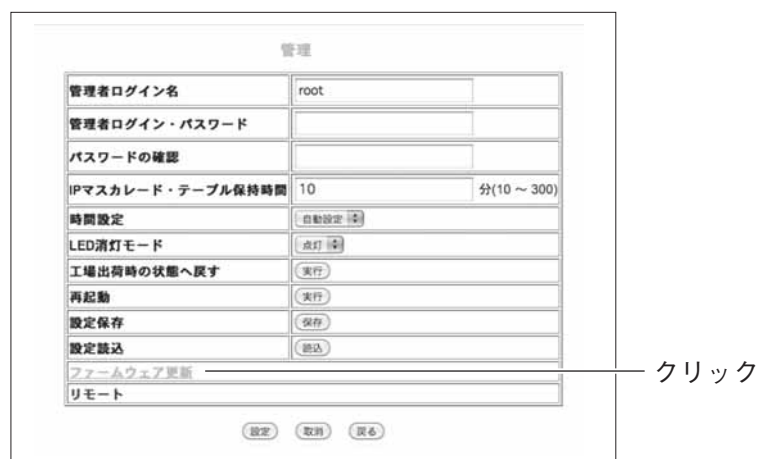 管理
管理者ログイン名 root
管理者ログイン・パスワード
パスワードの確認
IPマスカレード・テーブル保持時間 10 分(10 ～ 300)
時間設定 自動設定
LED消灯モード 点灯
工場出荷時の状態へ戻す 実行
再起動 実行
設定保存 保存
設定読込 読込
ファームウェア更新 クリック
リモート
設定 取消 戻る